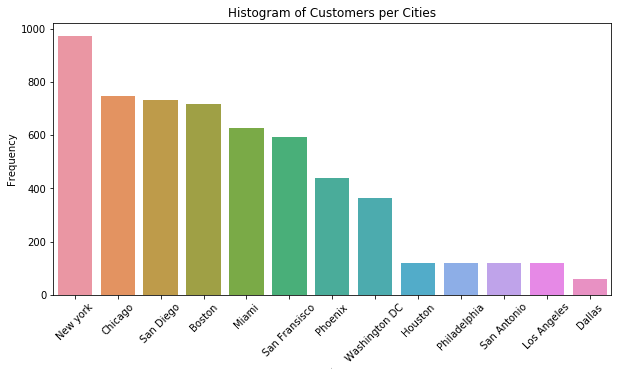 Histogram of Customers per Cities
Frequency
1000
800
600
400
200
0
New york
Chicago
San Diego
Boston
Miami
San Fransisco
Phoenix
Washington DC
Houston
Philadelphia
San Antonio
Los Angeles
Dallas